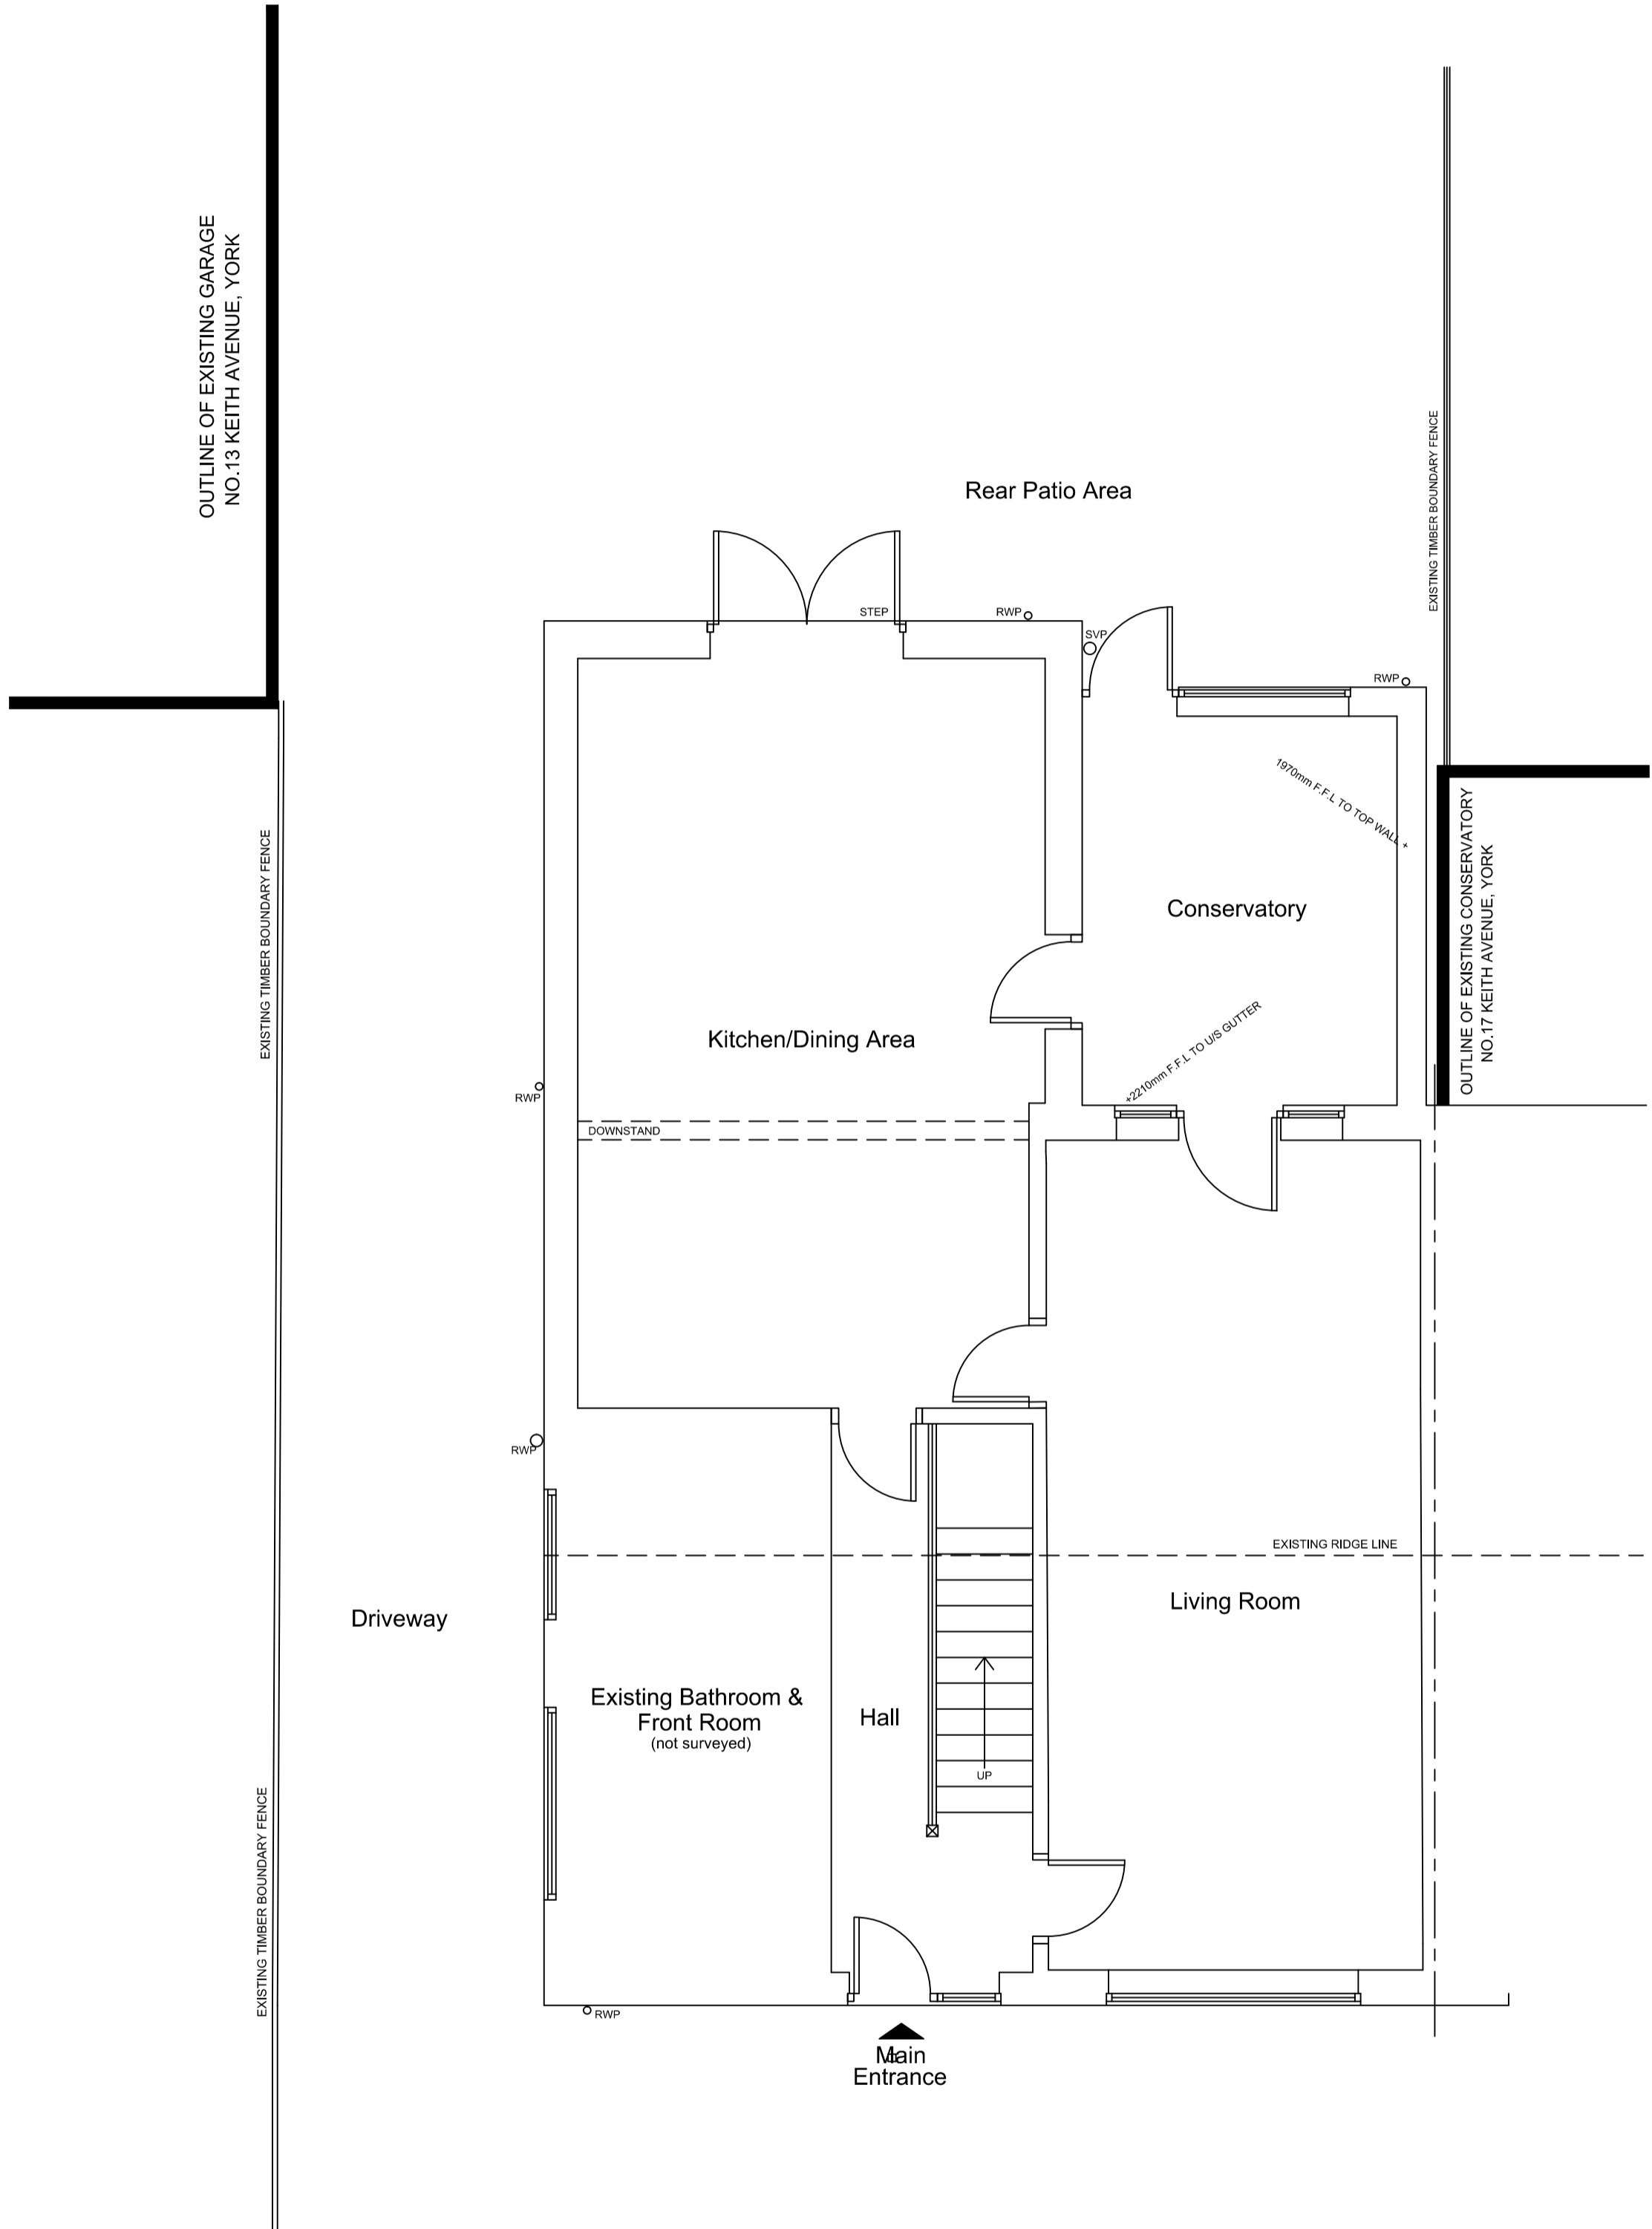 OUTLINE OF EXISTING GARAGE
NO.13 KEITH AVENUE, YORK
EXISTING TIMBER BOUNDARY FENCE
Rear Patio Area
STEP
RWP
SVP
RWP
1970mm F.F.L TO TOP WALL +
EXISTING TIMBER BOUNDARY FENCE
OUTLINE OF EXISTING CONSERVATORY
NO.17 KEITH AVENUE, YORK
Conservatory
+2210mm F.F.L TO U/S GUTTER
Kitchen/Dining Area
RWP
DOWNSTAND
RWP
EXISTING RIDGE LINE
Living Room
Driveway
Existing Bathroom &
Front Room
(not surveyed)
Hall
UP
EXISTING TIMBER BOUNDARY FENCE
RWP
Main
Entrance